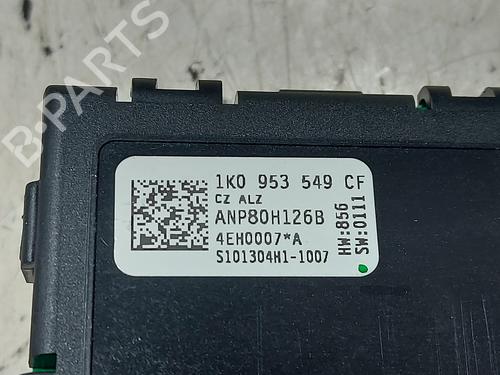 B-PARTS
1K0 953 549 CF
CZ ALZ
ANP80H126B
4EH0007*A
S101304H1-1007
HW:856
SW:0111